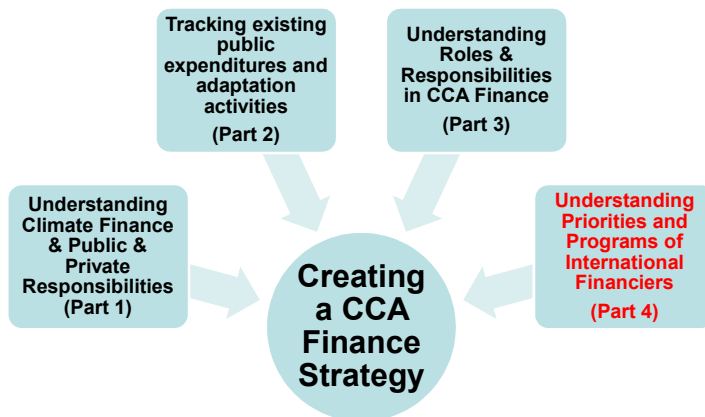 Understanding
Climate Finance
& Public &
Private
Responsibilities
(Part 1)
Tracking existing
public
expenditures and
adaptation
activities
(Part 2)
Understanding
Roles &
Responsibilities
in CCA Finance
(Part 3)
Understanding
Priorities and
Programs of
International
Financiers
(Part 4)
Creating
a CCA
Finance
Strategy